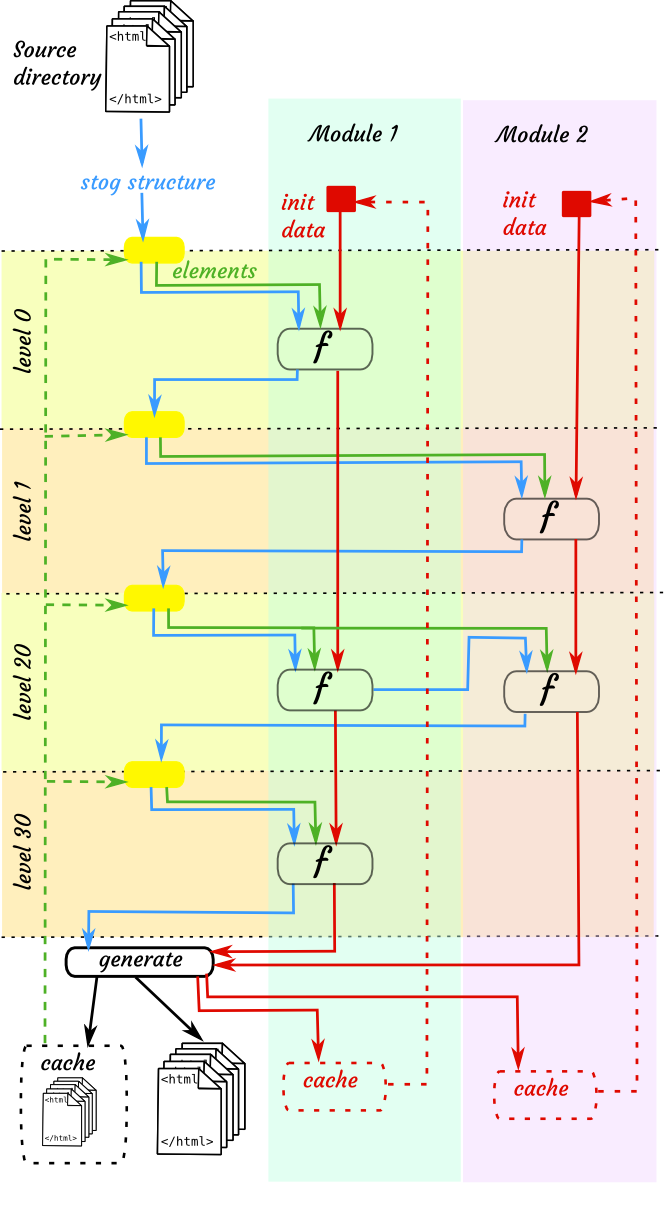 <html
Source
directory
</html>
Module 1
Module 2
stog structure
init
data
init
data
elements
level 0
f
level 1
f
level 20
f
f
level 30
f
generate
cache
<html
</html>
<html
</html>
cache
cache